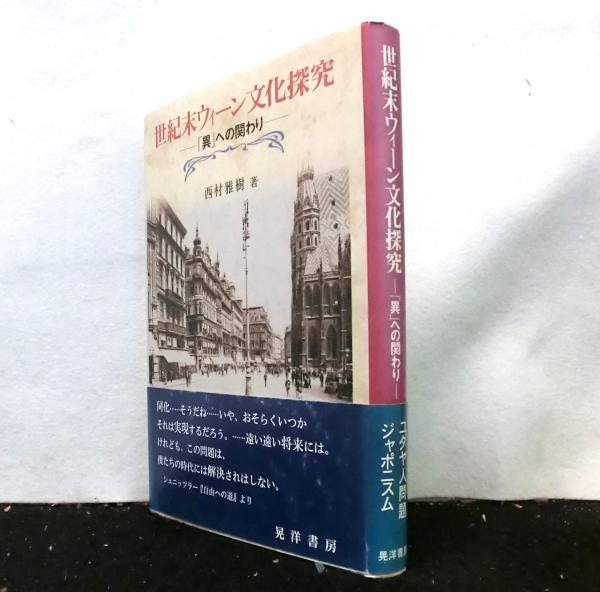 世紀末ウィーン文化探究
―「異」への関わり―
西村雅樹 著
同化……そうだね……いや、おそらくいつか
それは実現するだろう。……遠い遠い将来には。
けれども、この問題は、
僕たちの時代には解決されはしない。
シュニッツラー『自由への道』より
晃洋書房
世紀末ウィーン文化探究
―「異」への関わり―
ユダヤ人問題
ジャポニスム
晃洋書房